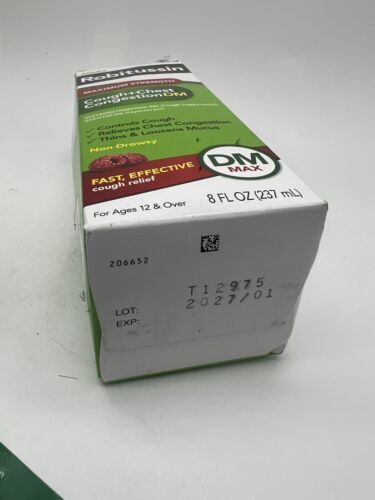 Robitussin
MAXIMUM STRENGTH
Cough+Chest
Congestion DM
✓ Controls Cough
✓ Relieves Chest Congestion
✓ Thins & Loosens Mucus
Non-Drowsy
FAST, EFFECTIVE
cough relief
DM
MAX
For Ages 12 & Over
8 FL OZ (237 mL)
206652
T12975
LOT:
2027/01
EXP: